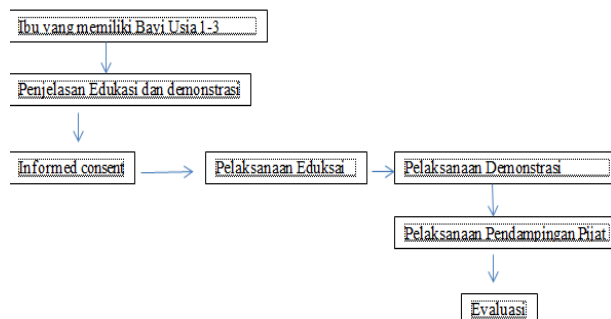 Ibu yang memiliki Bayi Usia 1-3
Penjelasan Edukasi dan demonstrasi
Informed consent
Pelaksanaan Eduksai
Pelaksanaan Demonstrasi
Pelaksanaan Pendampingan Pijat
Evaluasi